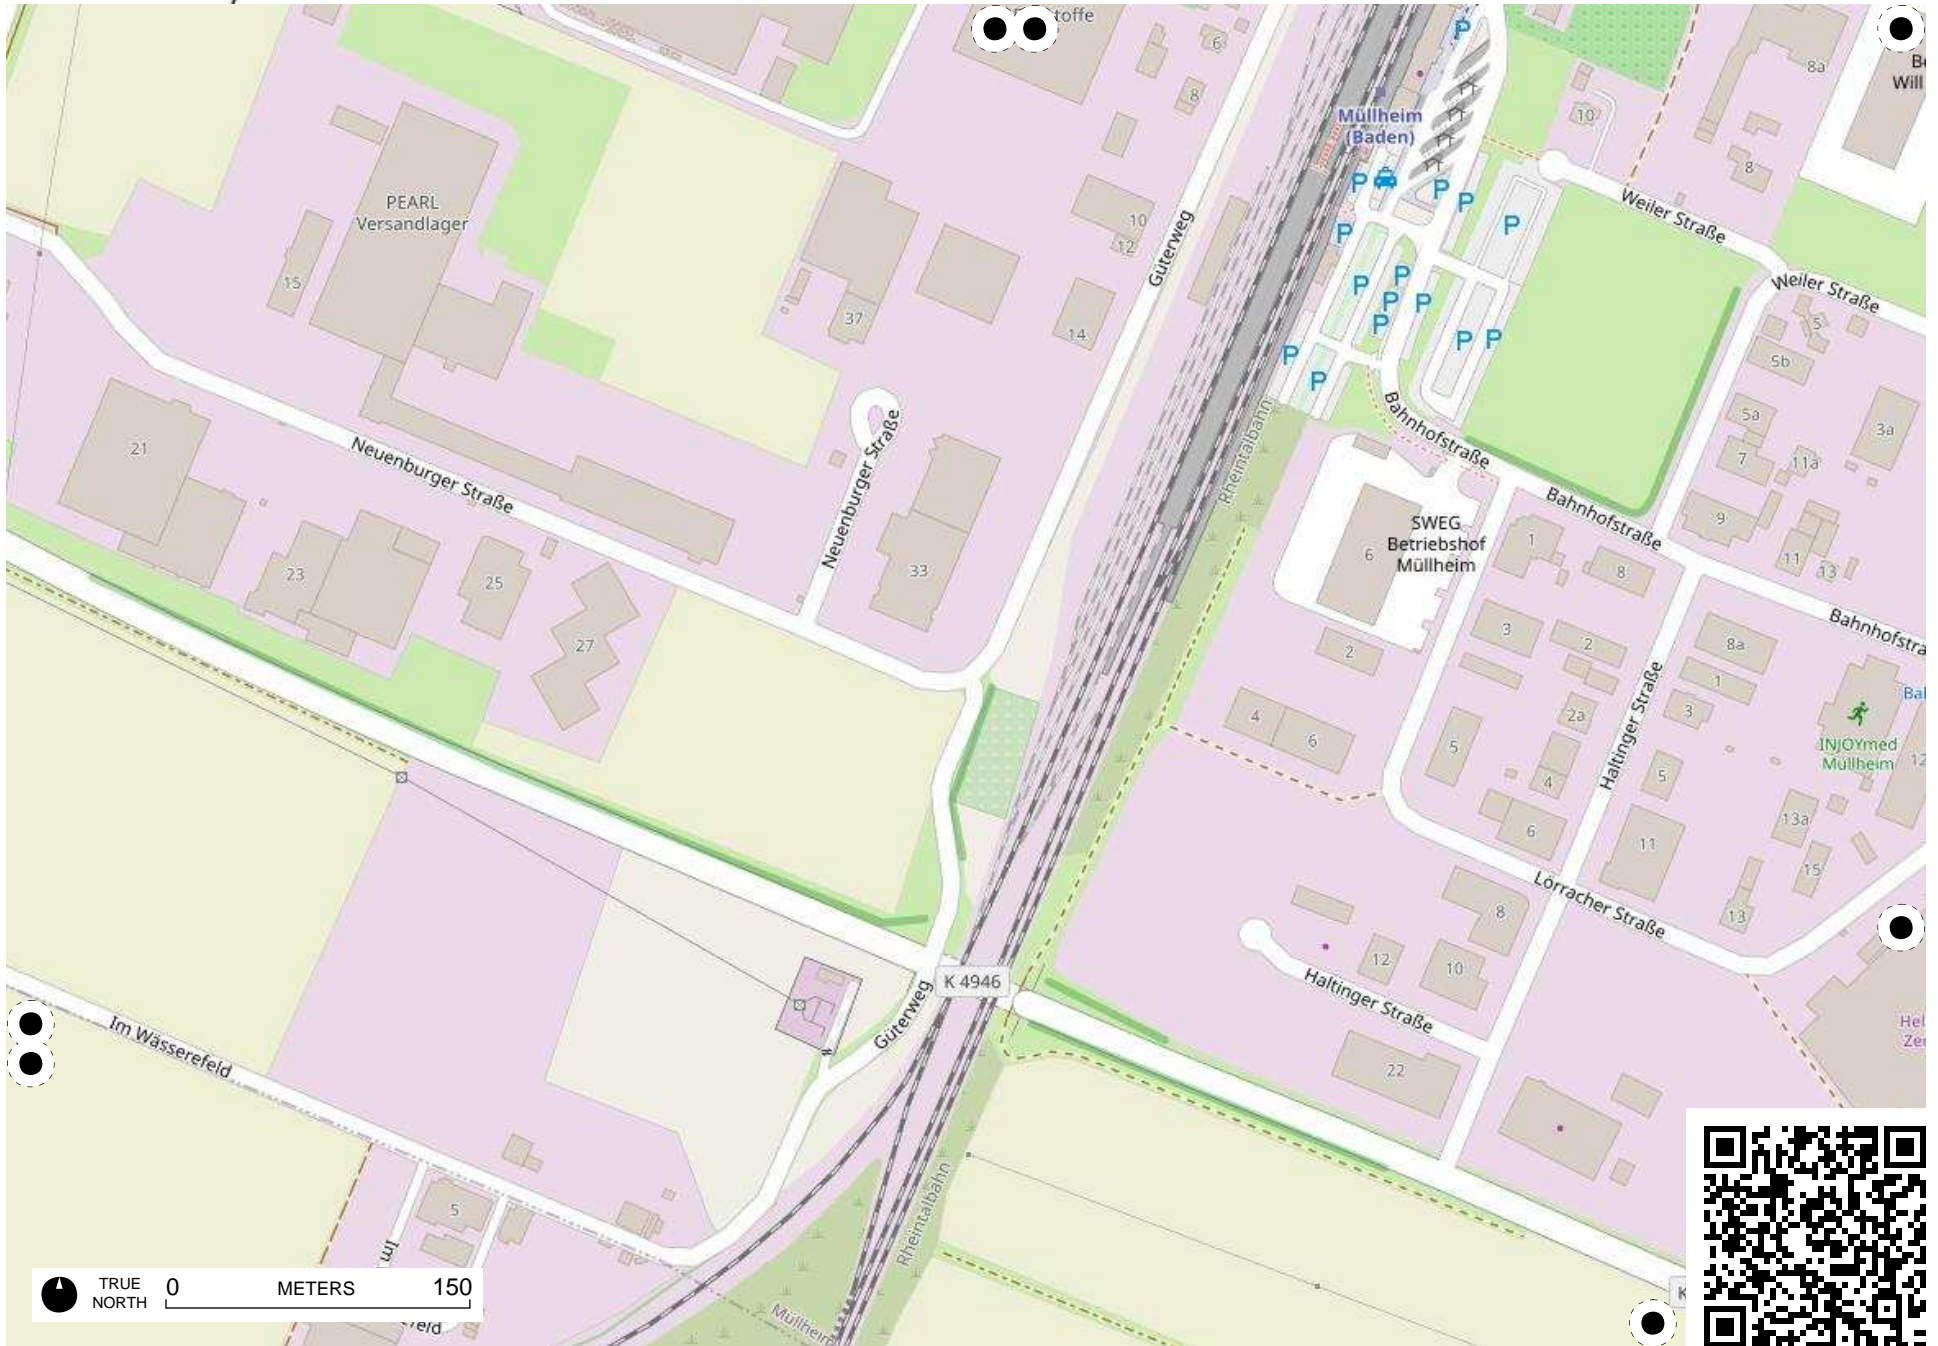 6
8a
8
10
Müllheim
(Baden)
P
8
PEARL
Versandlager
10
12
Güterweg
P
P
P
P
P
Weiler Straße
15
37
14
P
P
P
P
P
P
P
P
P
Weiler Straße
5
5b
21
Neuenburger Straße
Neuenburger Straße
Rheintalbahn
Bahnhofstraße
5a
3a
7
11a
Bahnhofstraße
9
SWEG
Betriebshof
Müllheim
6
1
8
11
13
23
25
33
27
3
2
2
8a
1
3
Haltinger Straße
4
6
2a
5
4
5
INJOYmed
Müllheim
12
13a
6
11
15
Lörracher Straße
8
13
12
10
K 4946
Güterweg
Haltinger Straße
Im Wässerefeld
22
5
Im
Rheintalbahn
Müllheim
TRUE
NORTH
0
METERS
150
K